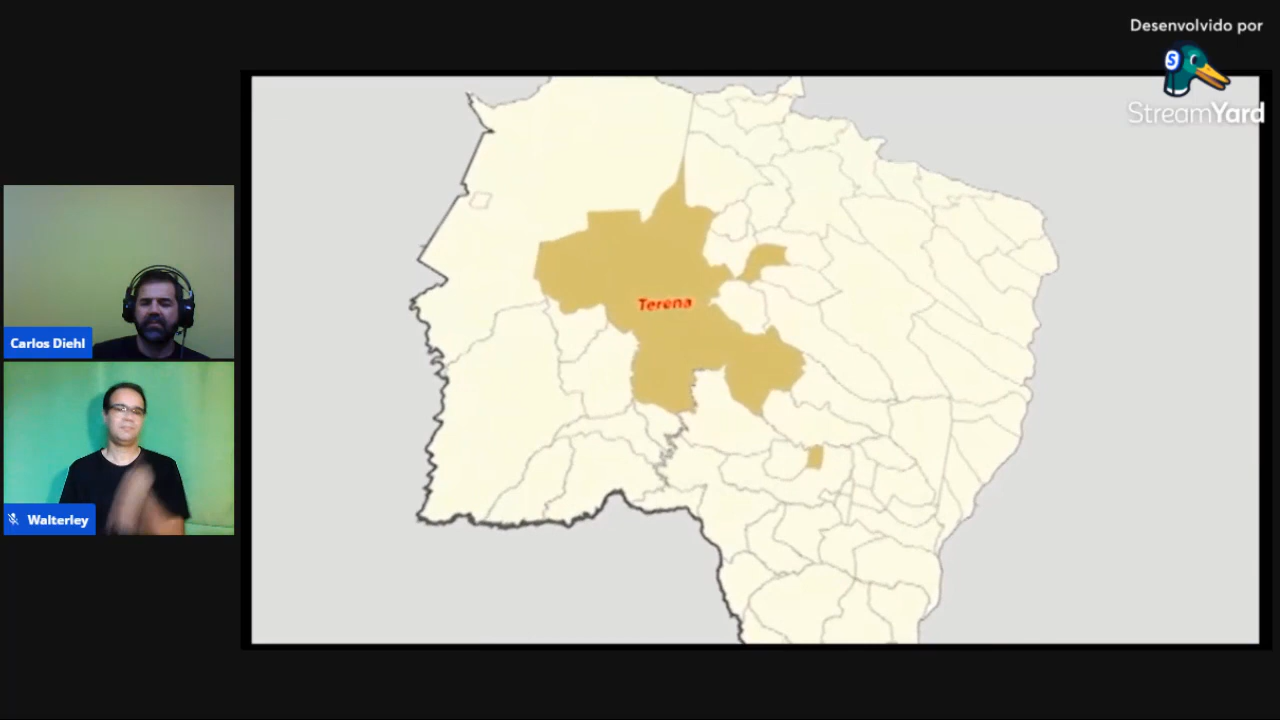 Desenvolvido por
StreamYard
Terena
Carlos Diehl
Walterley